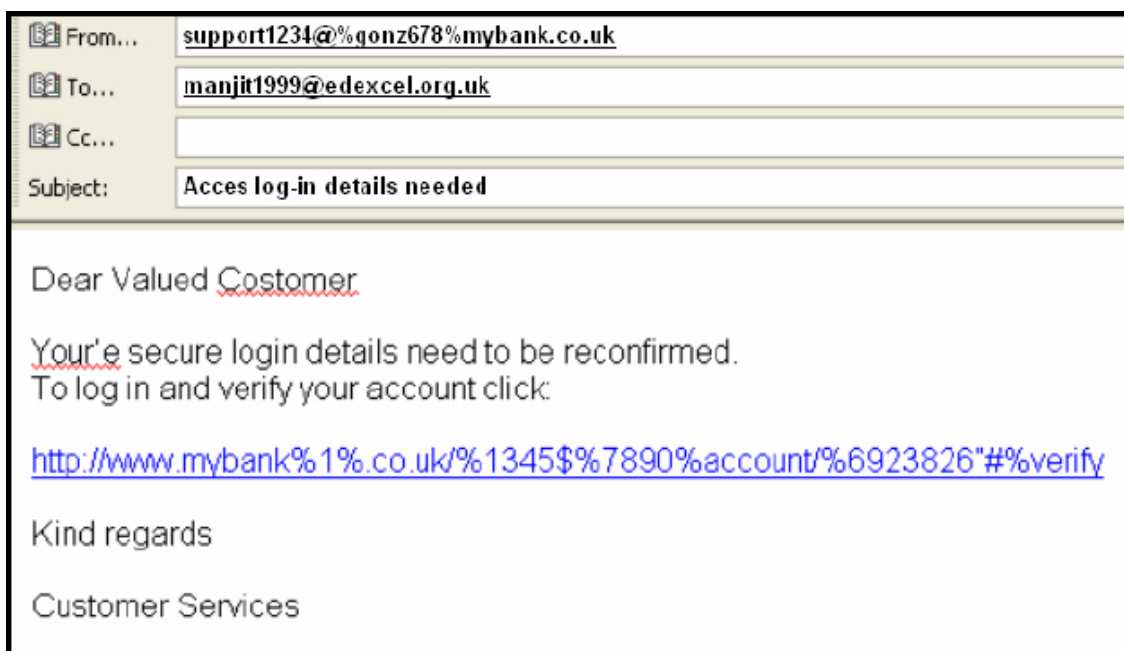 From... support1234@%gonz678%mybank.co.uk
To... manjit1999@edexcel.org.uk
Cc...
Subject: Acces log-in details needed
Dear Valued Costomer
Your'e secure login details need to be reconfirmed.
To log in and verify your account click:
http://www.mybank%1%.co.uk/%1345$%7890%account/%6923826"#%verify
Kind regards
Customer Services